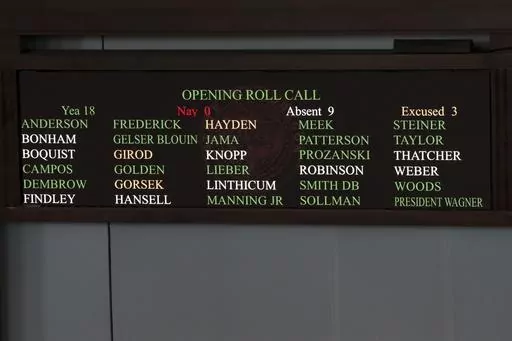 OPENING ROLL CALL
Yea 18 Nay 0 Absent 9 Excused 3
ANDERSON FREDERICK HAYDEN MEEK STEINER
BONHAM GELSER BLOUIN JAMA PATTERSON TAYLOR
BOQUIST GIROD KNOPP PROZANSKI THATCHER
CAMPOS GOLDEN LIEBER ROBINSON WEBER
DEMBROW GORSEK LINTHICUM SMITH DB WOODS
FINDLEY HANSELL MANNING JR SOLLMAN PRESIDENT WAGNER